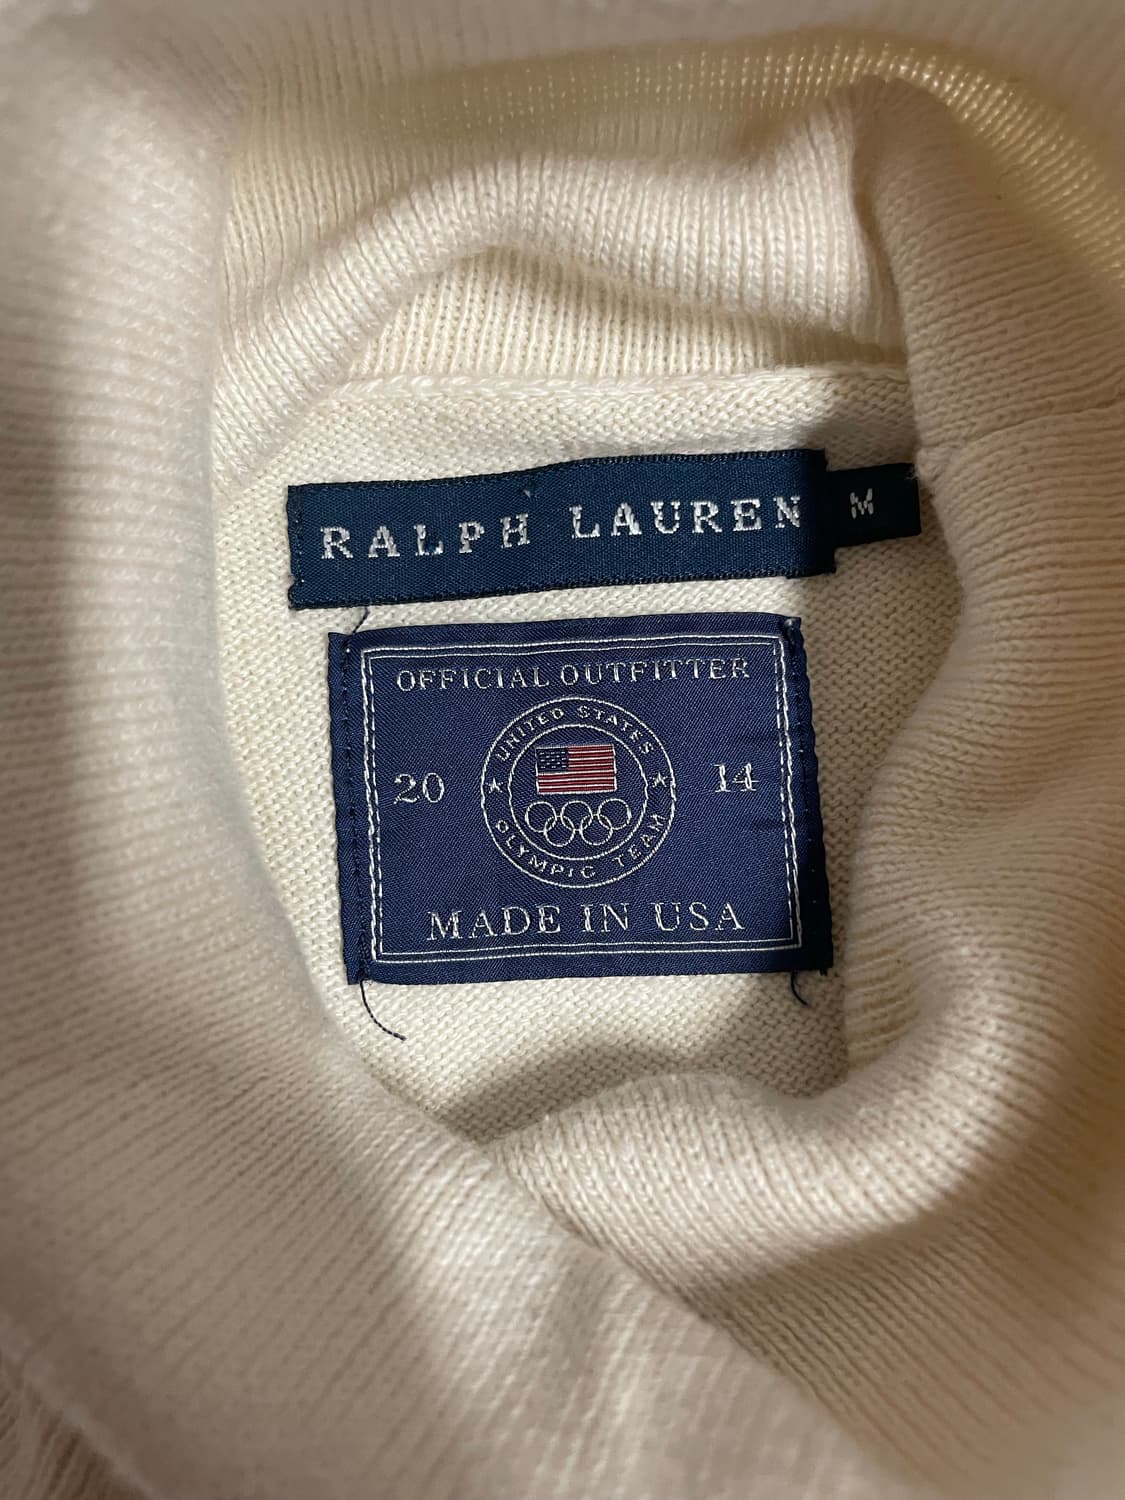 RALPH LAUREN M
OFFICIAL OUTFITTER
UNITED STATES
20 14
OLYMPIC TEAM
MADE IN USA